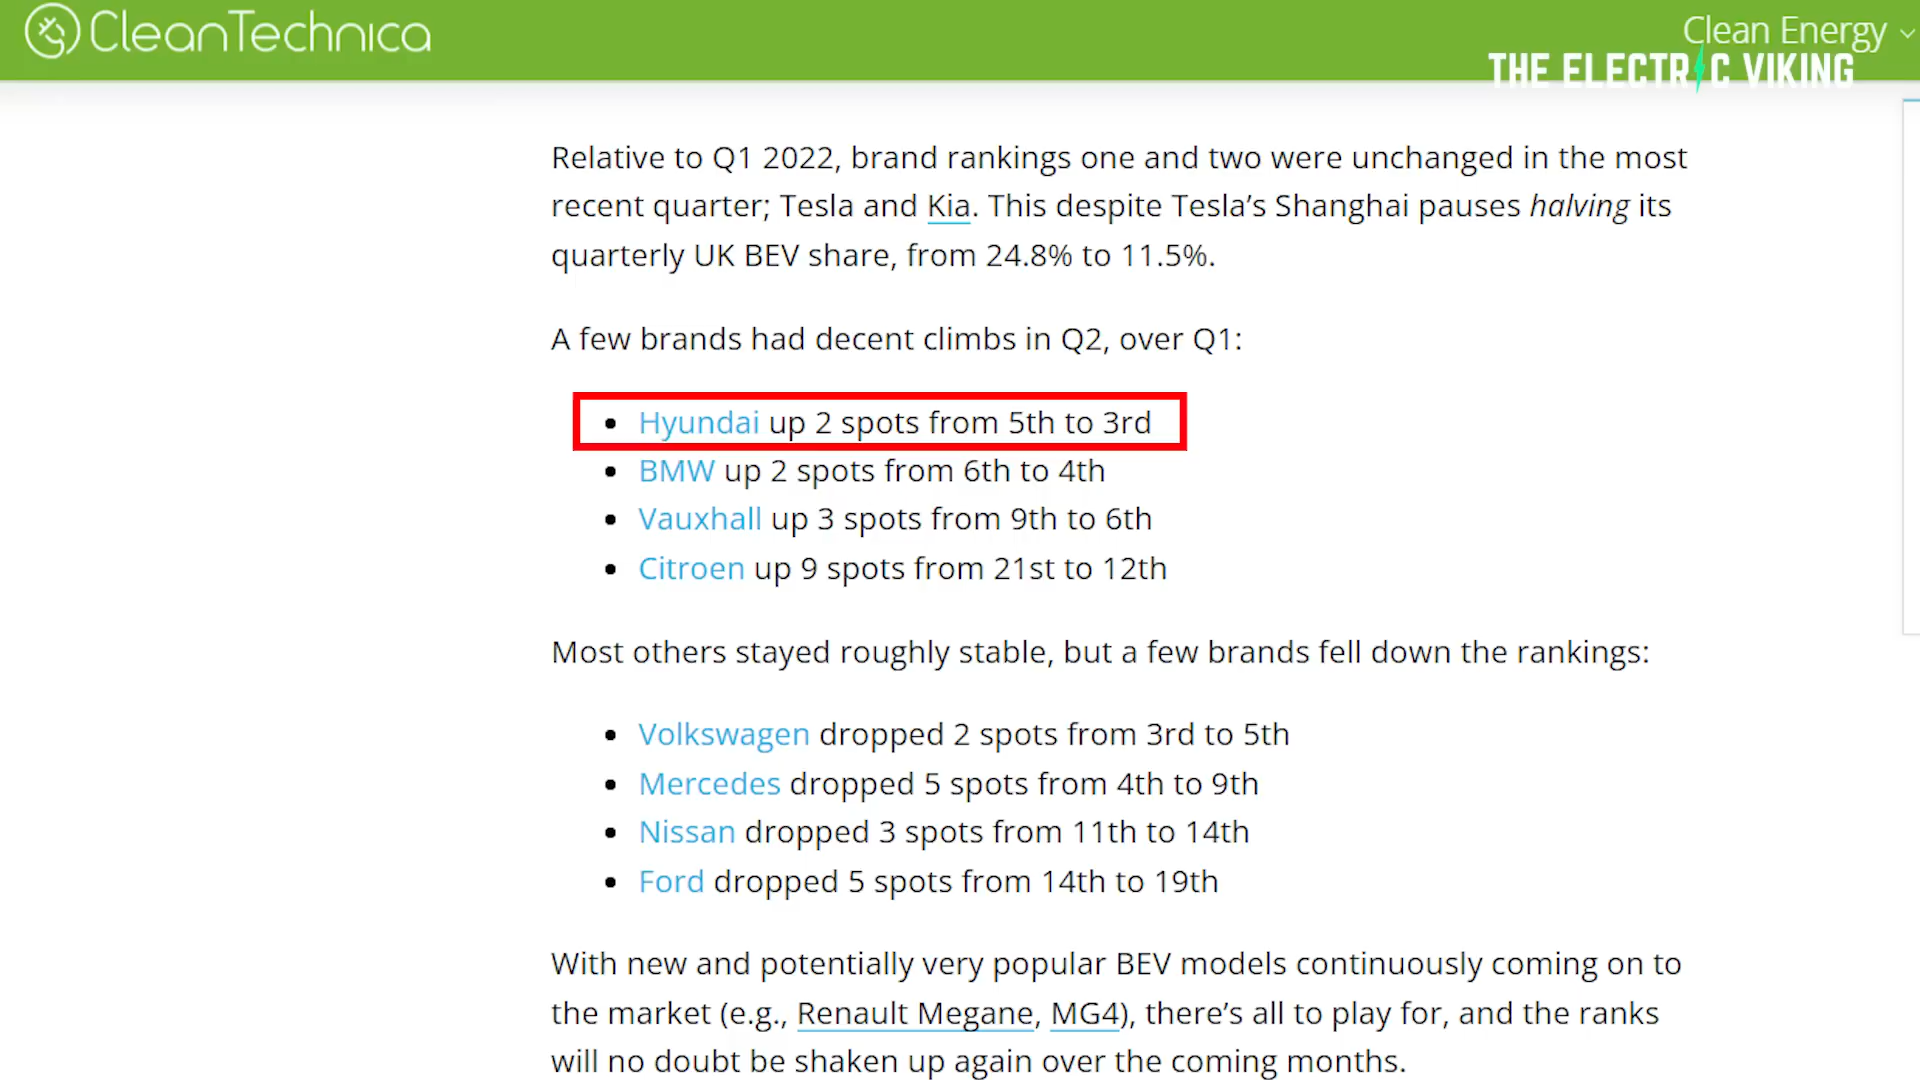 CleanTechnica
Clean Energy
THE ELECTRIC VIKING
Relative to Q1 2022, brand rankings one and two were unchanged in the most
recent quarter; Tesla and Kia. This despite Tesla’s Shanghai pauses halving its
quarterly UK BEV share, from 24.8% to 11.5%.
A few brands had decent climbs in Q2, over Q1:
• Hyundai up 2 spots from 5th to 3rd
• BMW up 2 spots from 6th to 4th
• Vauxhall up 3 spots from 9th to 6th
• Citroen up 9 spots from 21st to 12th
Most others stayed roughly stable, but a few brands fell down the rankings:
• Volkswagen dropped 2 spots from 3rd to 5th
• Mercedes dropped 5 spots from 4th to 9th
• Nissan dropped 3 spots from 11th to 14th
• Ford dropped 5 spots from 14th to 19th
With new and potentially very popular BEV models continuously coming on to
the market (e.g., Renault Megane, MG4), there’s all to play for, and the ranks
will no doubt be shaken up again over the coming months.